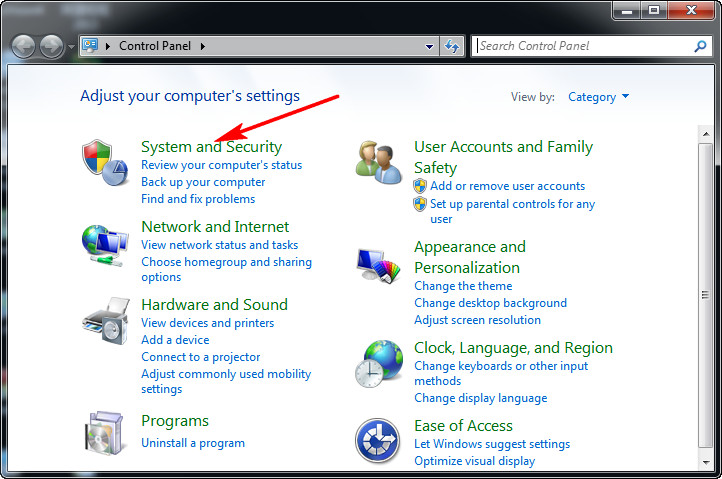 Control Panel
Search Control Panel
Adjust your computer's settings
View by:
Category
System and Security
Review your computer's status
Back up your computer
Find and fix problems
Network and Internet
View network status and tasks
Choose homegroup and sharing
options
Hardware and Sound
View devices and printers
Add a device
Connect to a projector
Adjust commonly used mobility
settings
Programs
Uninstall a program
User Accounts and Family
Safety
Add or remove user accounts
Set up parental controls for any
user
Appearance and
Personalization
Change the theme
Change desktop background
Adjust screen resolution
Clock, Language, and Region
Change keyboards or other input
methods
Change display language
Ease of Access
Let Windows suggest settings
Optimize visual display